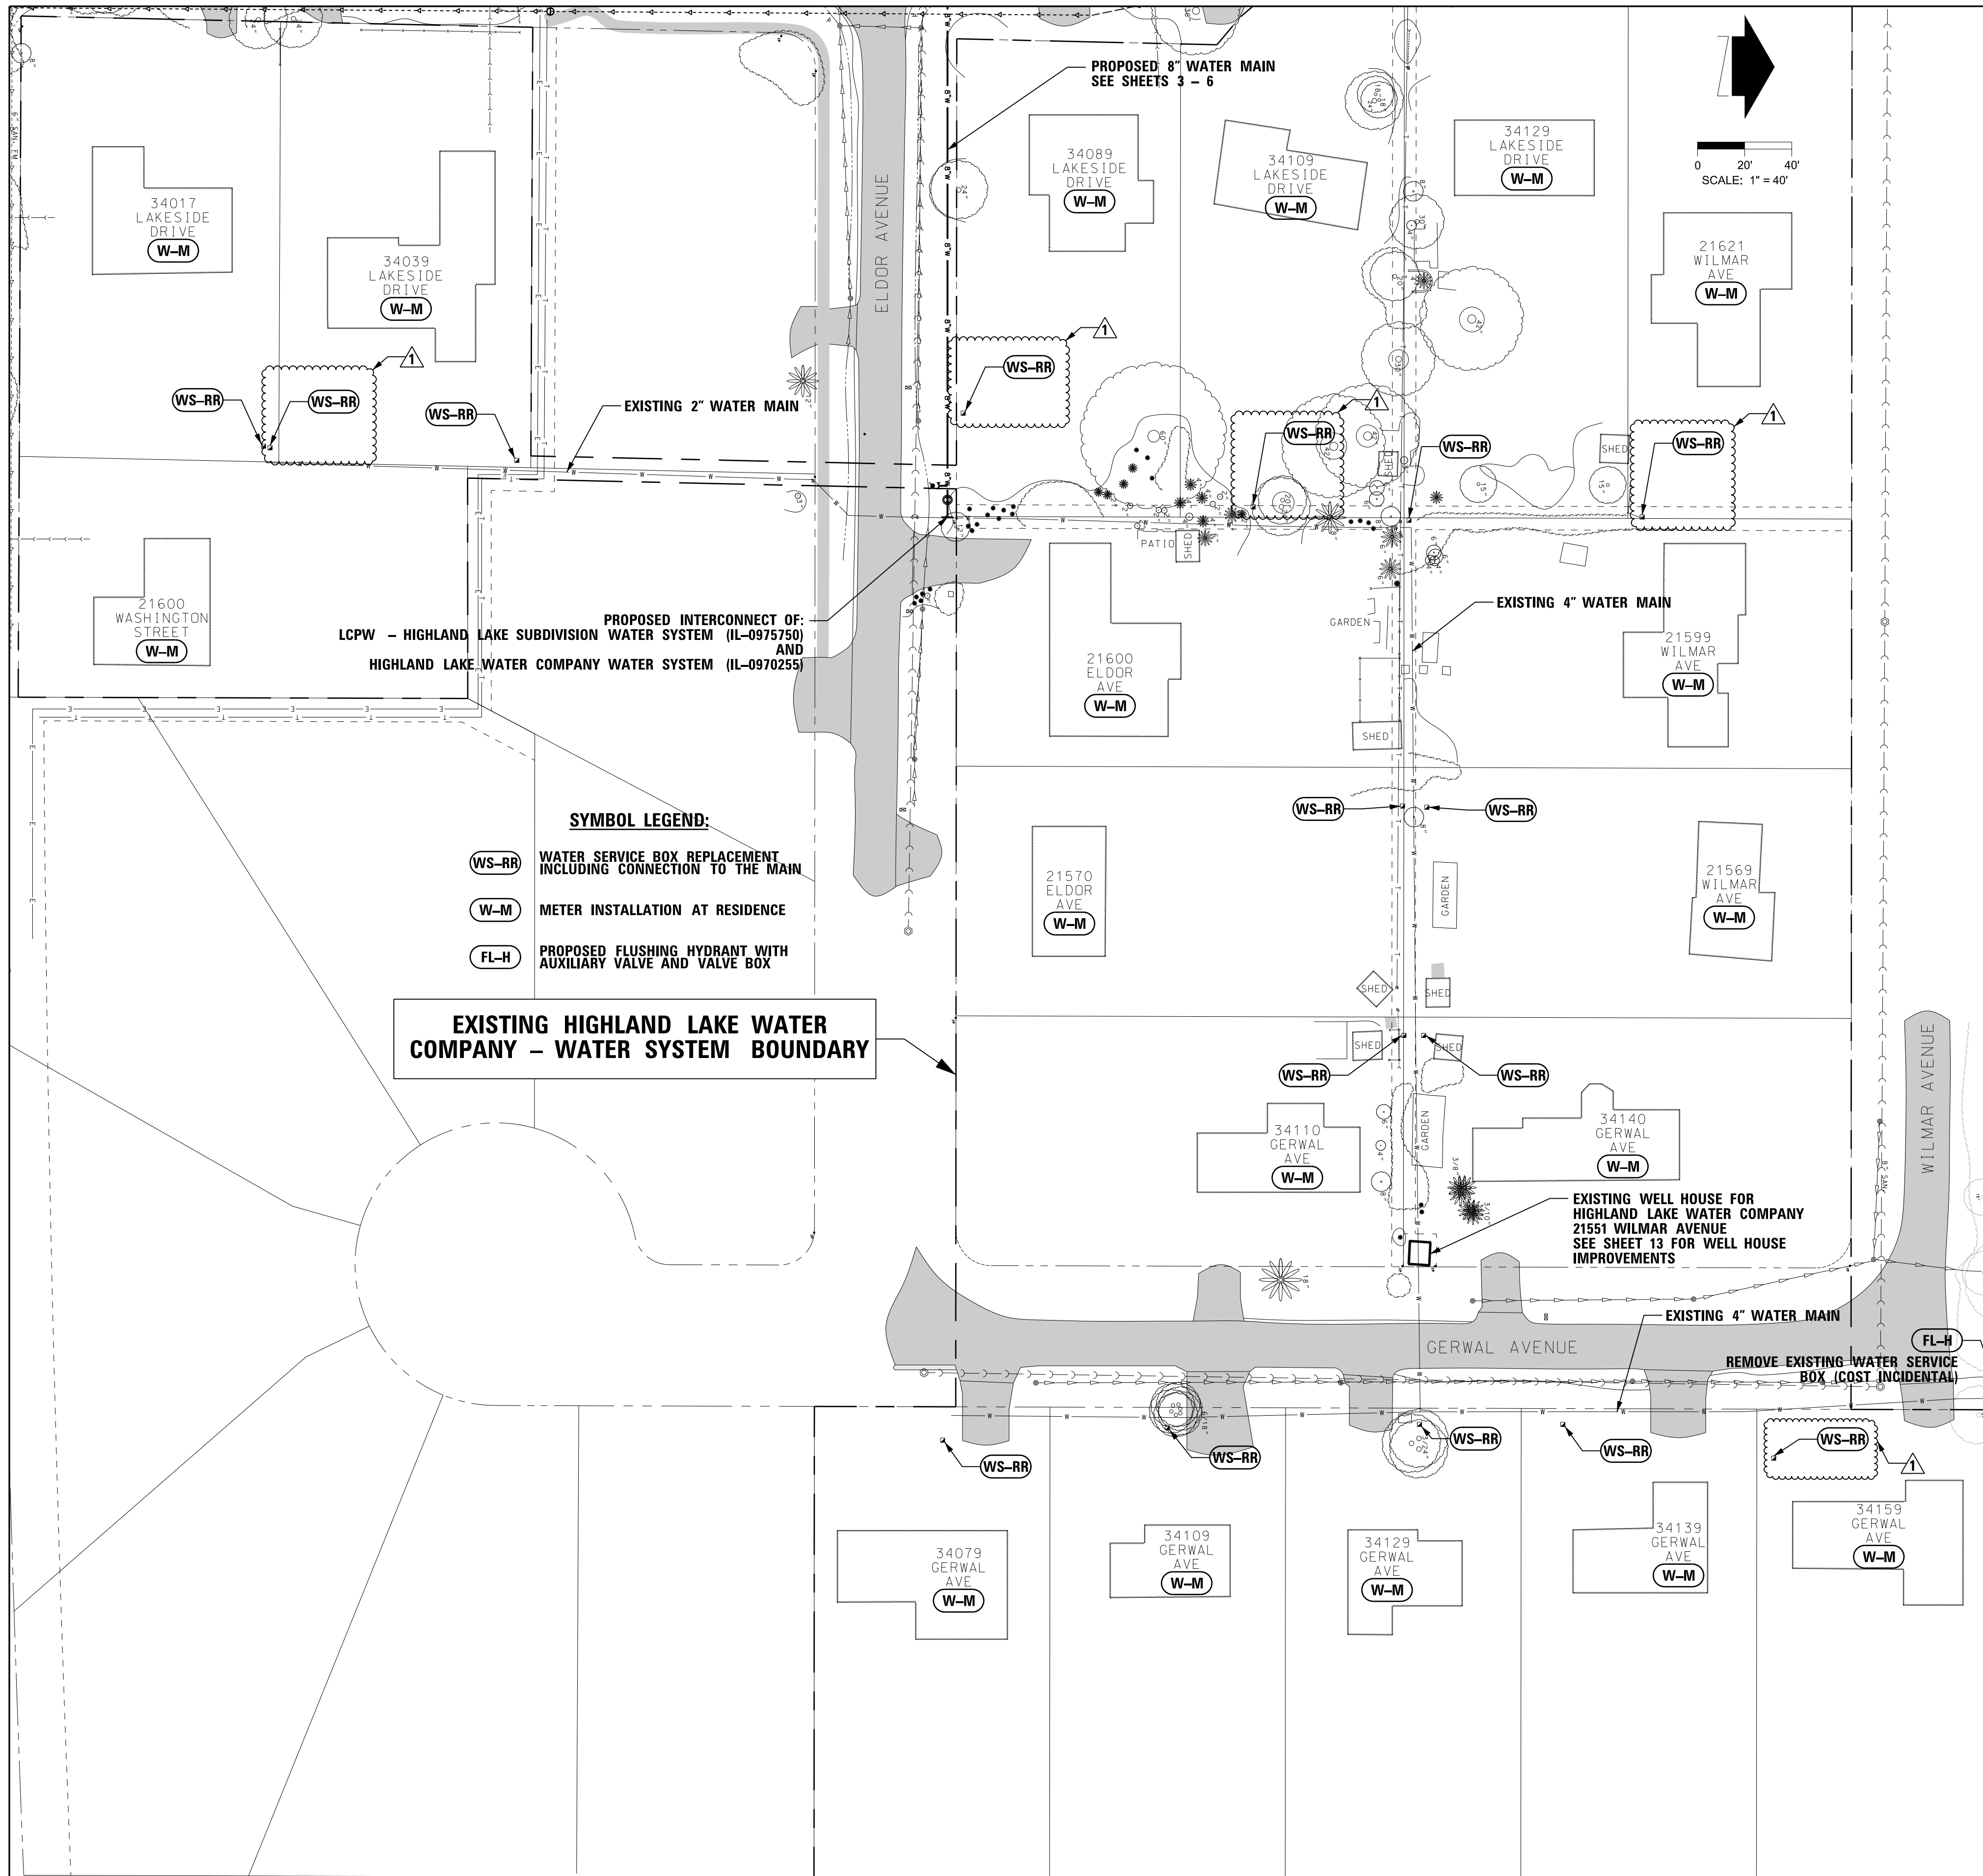 PROPOSED 8" WATER MAIN
SEE SHEETS 3 – 6
0 20' 40'
SCALE: 1" = 40'
6" SAN. FM
34017
LAKESIDE
DRIVE
W–M
34039
LAKESIDE
DRIVE
W–M
ELDOR AVENUE
34089
LAKESIDE
DRIVE
W–M
34109
LAKESIDE
DRIVE
W–M
34129
LAKESIDE
DRIVE
W–M
21621
WILMAR
AVE
W–M
1
WS–RR
WS–RR
WS–RR
EXISTING 2" WATER MAIN
1
WS–RR
1
WS–RR
WS–RR
SHED
SHED
1
WS–RR
PATIO
SHED
21600
WASHINGTON
STREET
W–M
PROPOSED INTERCONNECT OF:
LCPW – HIGHLAND LAKE SUBDIVISION WATER SYSTEM (IL–0975750)
AND
HIGHLAND LAKE WATER COMPANY WATER SYSTEM (IL–0970255)
21600
ELDOR
AVE
W–M
GARDEN
EXISTING 4" WATER MAIN
21599
WILMAR
AVE
W–M
SHED
WS–RR
WS–RR
SYMBOL LEGEND:
WS–RR
WATER SERVICE BOX REPLACEMENT
INCLUDING CONNECTION TO THE MAIN
W–M
METER INSTALLATION AT RESIDENCE
FL–H
PROPOSED FLUSHING HYDRANT WITH
AUXILIARY VALVE AND VALVE BOX
21570
ELDOR
AVE
W–M
GARDEN
21569
WILMAR
AVE
W–M
SHED
SHED
EXISTING HIGHLAND LAKE WATER
COMPANY – WATER SYSTEM BOUNDARY
SHED
SHED
WS–RR
WS–RR
WILMAR AVENUE
34110
GERWAL
AVE
W–M
GARDEN
34140
GERWAL
AVE
W–M
8" SAN
EXISTING WELL HOUSE FOR
HIGHLAND LAKE WATER COMPANY
21551 WILMAR AVENUE
SEE SHEET 13 FOR WELL HOUSE
IMPROVEMENTS
18"
EXISTING 4" WATER MAIN
GERWAL AVENUE
FL–H
REMOVE EXISTING WATER SERVICE
BOX (COST INCIDENTAL)
WS–RR
WS–RR
WS–RR
WS–RR
WS–RR
1
34079
GERWAL
AVE
W–M
34109
GERWAL
AVE
W–M
34129
GERWAL
AVE
W–M
34139
GERWAL
AVE
W–M
34159
GERWAL
AVE
W–M